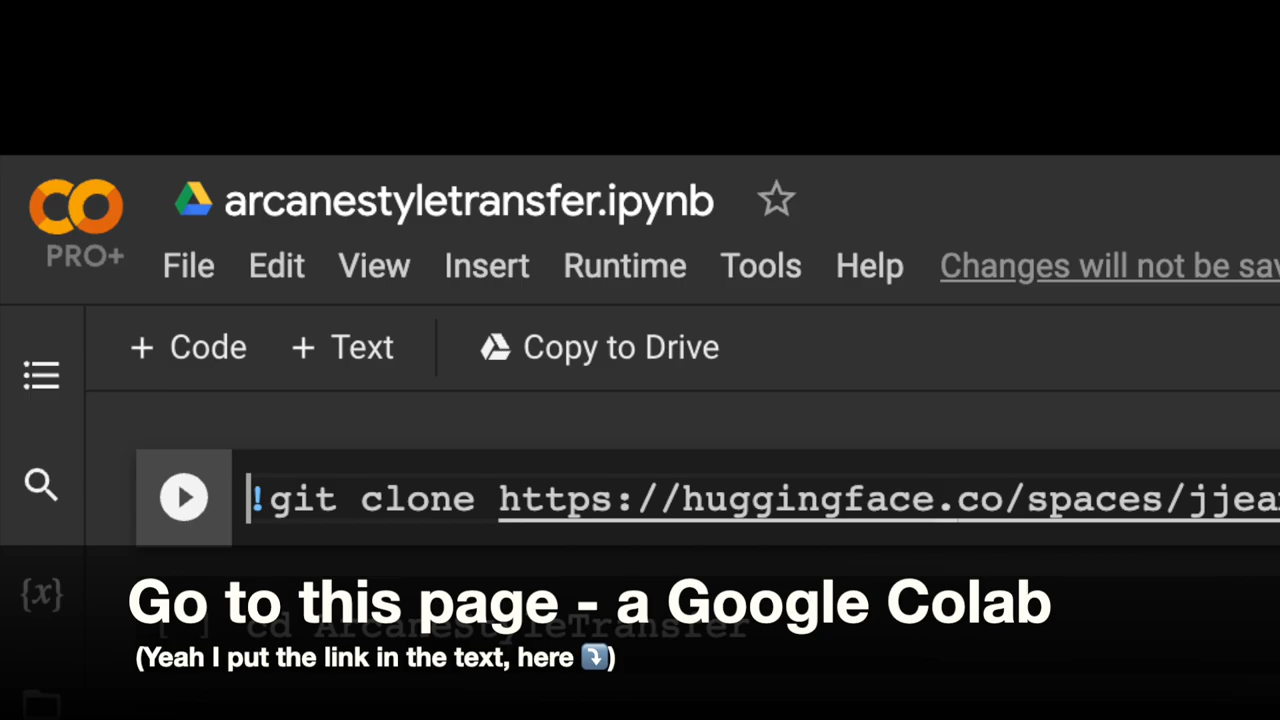 CO
PRO+
arcanestyletransfer.ipynb
File Edit View Insert Runtime Tools Help Changes will not be sav
+ Code + Text Copy to Drive
!git clone https://huggingface.co/spaces/jjea
{x}
Go to this page - a Google Colab
[ ] cd ArcaneStyleTransfer
(Yeah I put the link in the text, here ⤵️)